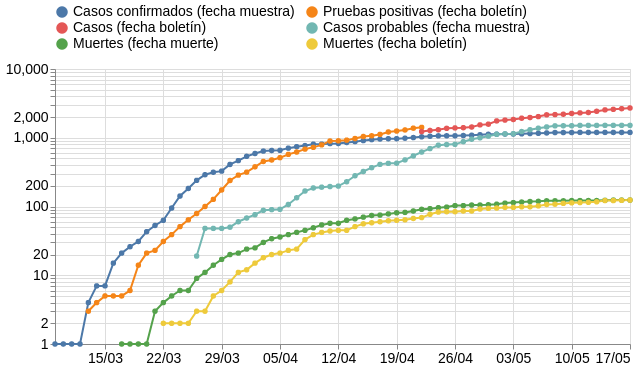 Casos confirmados (fecha muestra) Pruebas positivas (fecha boletín)
Casos (fecha boletín) Casos probables (fecha muestra)
Muertes (fecha muerte) Muertes (fecha boletín)
10,000
2,000
1,000
200
100
20
10
2
1
15/03 22/03 29/03 05/04 12/04 19/04 26/04 03/05 10/05 17/05